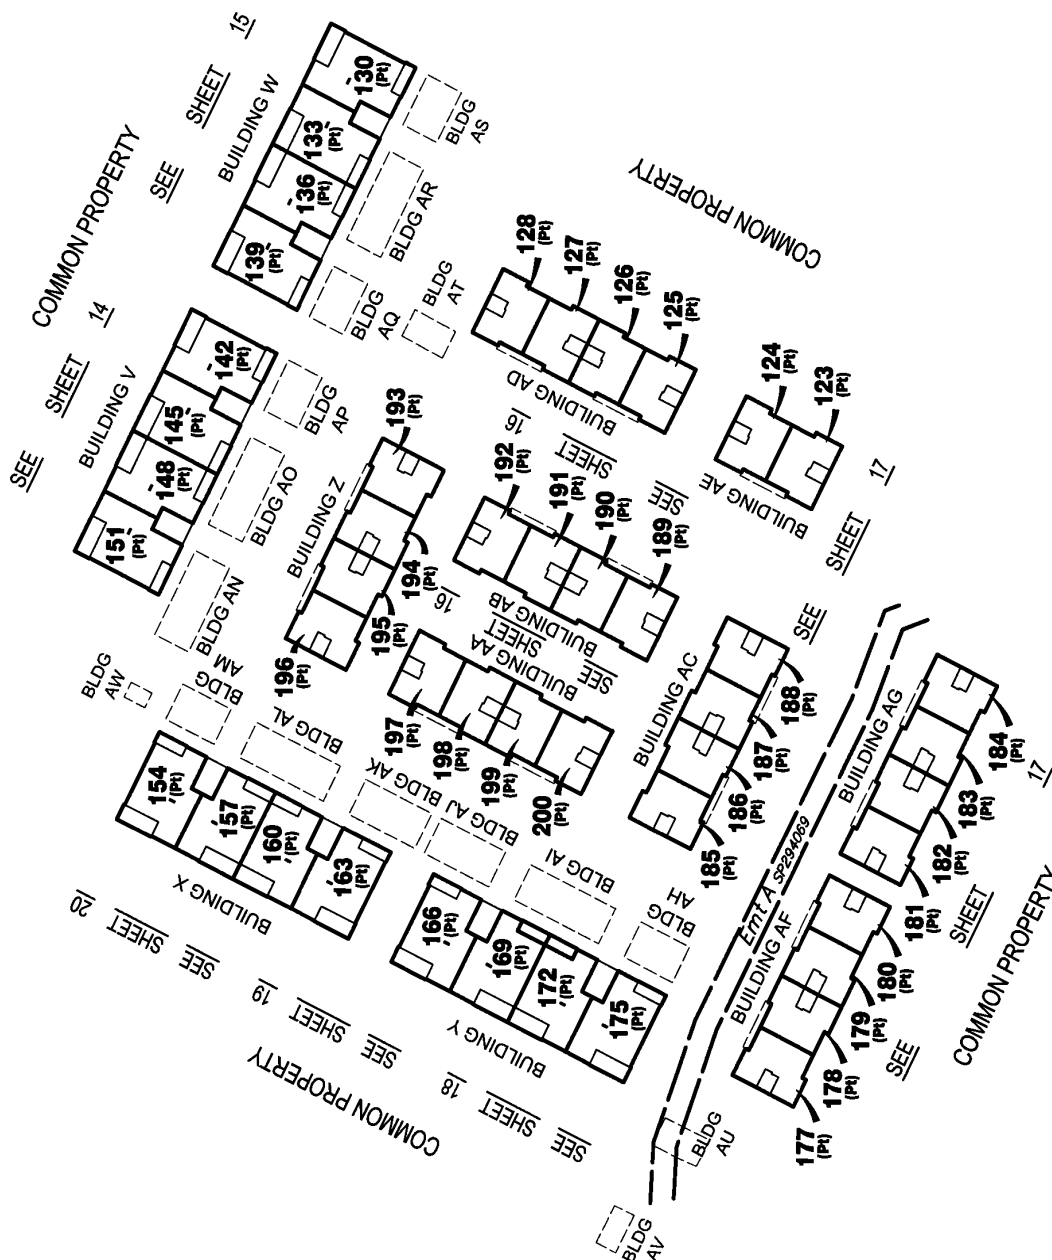 COMMON PROPERTY
SEE SHEET 15
BUILDING W
130
(Pt)
133
(Pt)
136
(Pt)
139
(Pt)
BLDG
AS
BLDG AR
BLDG
AQ
BLDG
AT
SEE SHEET 14
BUILDING V
142
(Pt)
145
(Pt)
148
(Pt)
151
(Pt)
BLDG
AP
BLDG AO
BLDG AN
BLDG
AM
BLDG
AW
COMMON PROPERTY
128
(Pt)
127
(Pt)
126
(Pt)
125
(Pt)
BUILDING AD
SEE SHEET 16
124
(Pt)
123
(Pt)
BUILDING AE
SEE SHEET 17
BUILDING Z
193
(Pt)
194
(Pt)
195
(Pt)
196
(Pt)
192
(Pt)
191
(Pt)
190
(Pt)
189
(Pt)
BUILDING AB
SEE SHEET 16
BUILDING AA
197
(Pt)
198
(Pt)
199
(Pt)
200
(Pt)
BLDG AL
BLDG AK
BLDG AJ
BLDG AI
BLDG
AH
154
(Pt)
157
(Pt)
160
(Pt)
163
(Pt)
BUILDING X
SEE SHEET 20
SEE SHEET 19
166
(Pt)
169
(Pt)
172
(Pt)
175
(Pt)
BUILDING Y
SEE SHEET 18
COMMON PROPERTY
BUILDING AC
188
(Pt)
187
(Pt)
186
(Pt)
185
(Pt)
Emt A SP294069
BUILDING AG
184
(Pt)
183
(Pt)
182
(Pt)
181
(Pt)
BUILDING AF
180
(Pt)
179
(Pt)
178
(Pt)
177
(Pt)
SEE SHEET 17
COMMON PROPERTY
BLDG
AU
BLDG
AV